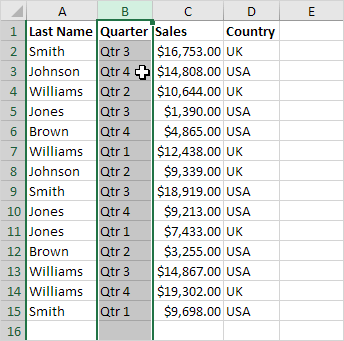 A B C D E
1 Last Name Quarter Sales Country
2 Smith Qtr 3 $16,753.00 UK
3 Johnson Qtr 4 $14,808.00 USA
4 Williams Qtr 2 $10,644.00 UK
5 Jones Qtr 3 $1,390.00 USA
6 Brown Qtr 4 $4,865.00 USA
7 Williams Qtr 1 $12,438.00 UK
8 Johnson Qtr 2 $9,339.00 UK
9 Smith Qtr 3 $18,919.00 USA
10 Jones Qtr 4 $9,213.00 USA
11 Jones Qtr 1 $7,433.00 UK
12 Brown Qtr 2 $3,255.00 USA
13 Williams Qtr 3 $14,867.00 USA
14 Williams Qtr 4 $19,302.00 UK
15 Smith Qtr 1 $9,698.00 USA
16